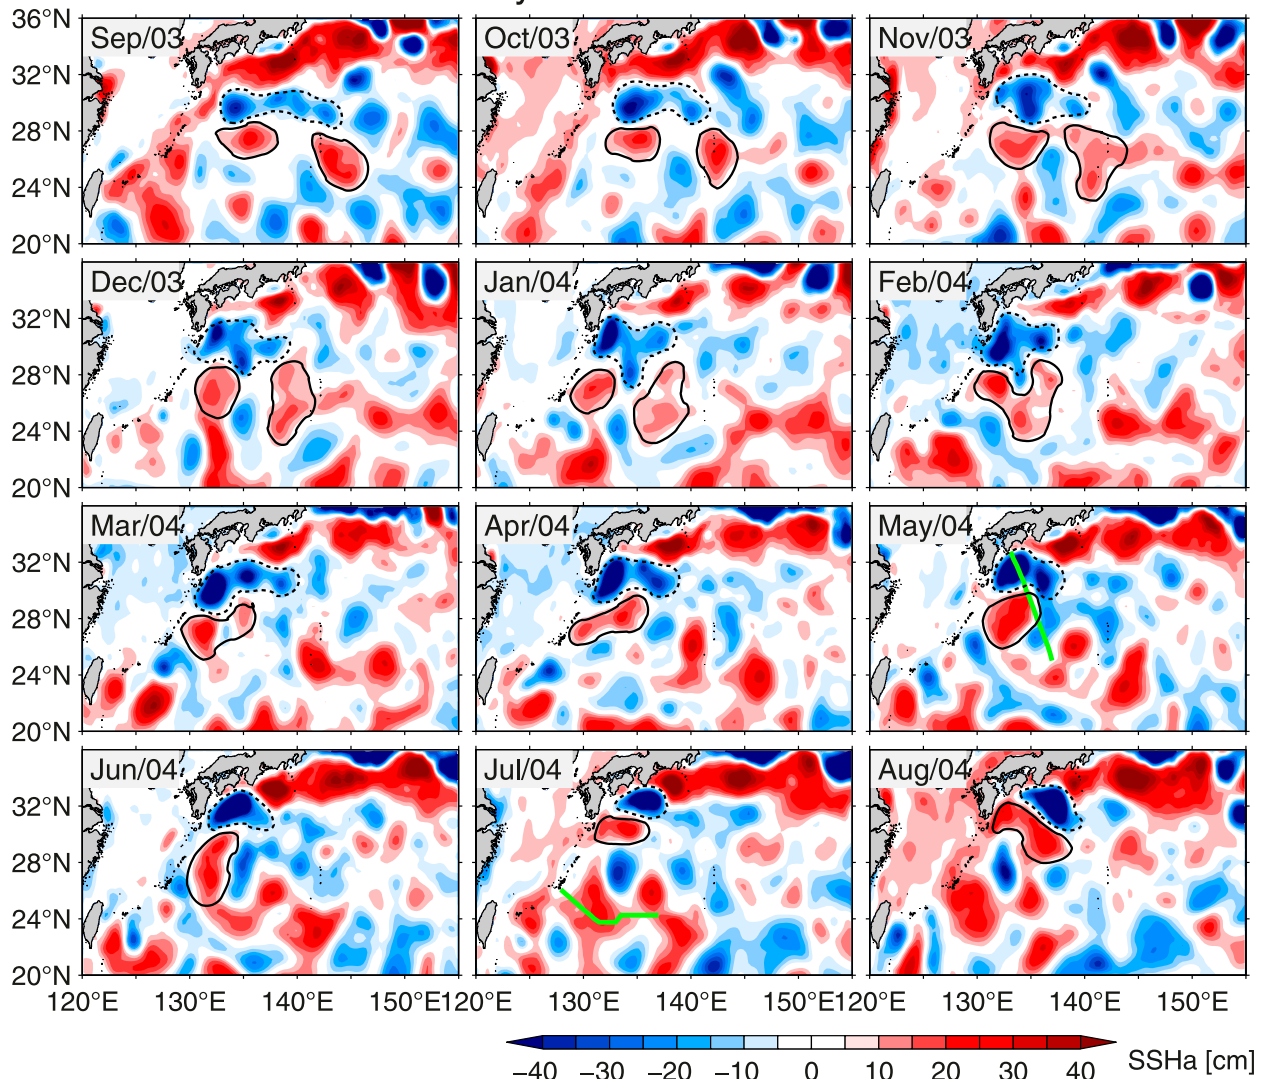 36°N Sep/03 Oct/03 Nov/03
32°N
28°N
24°N
20°N
Dec/03 Jan/04 Feb/04
32°N
28°N
24°N
20°N
Mar/04 Apr/04 May/04
32°N
28°N
24°N
20°N
Jun/04 Jul/04 Aug/04
32°N
28°N
24°N
20°N
120°E 130°E 140°E 150°E 120°E 130°E 140°E 150°E 120°E 130°E 140°E 150°E
−40 −30 −20 −10 0 10 20 30 40 SSHa [cm]